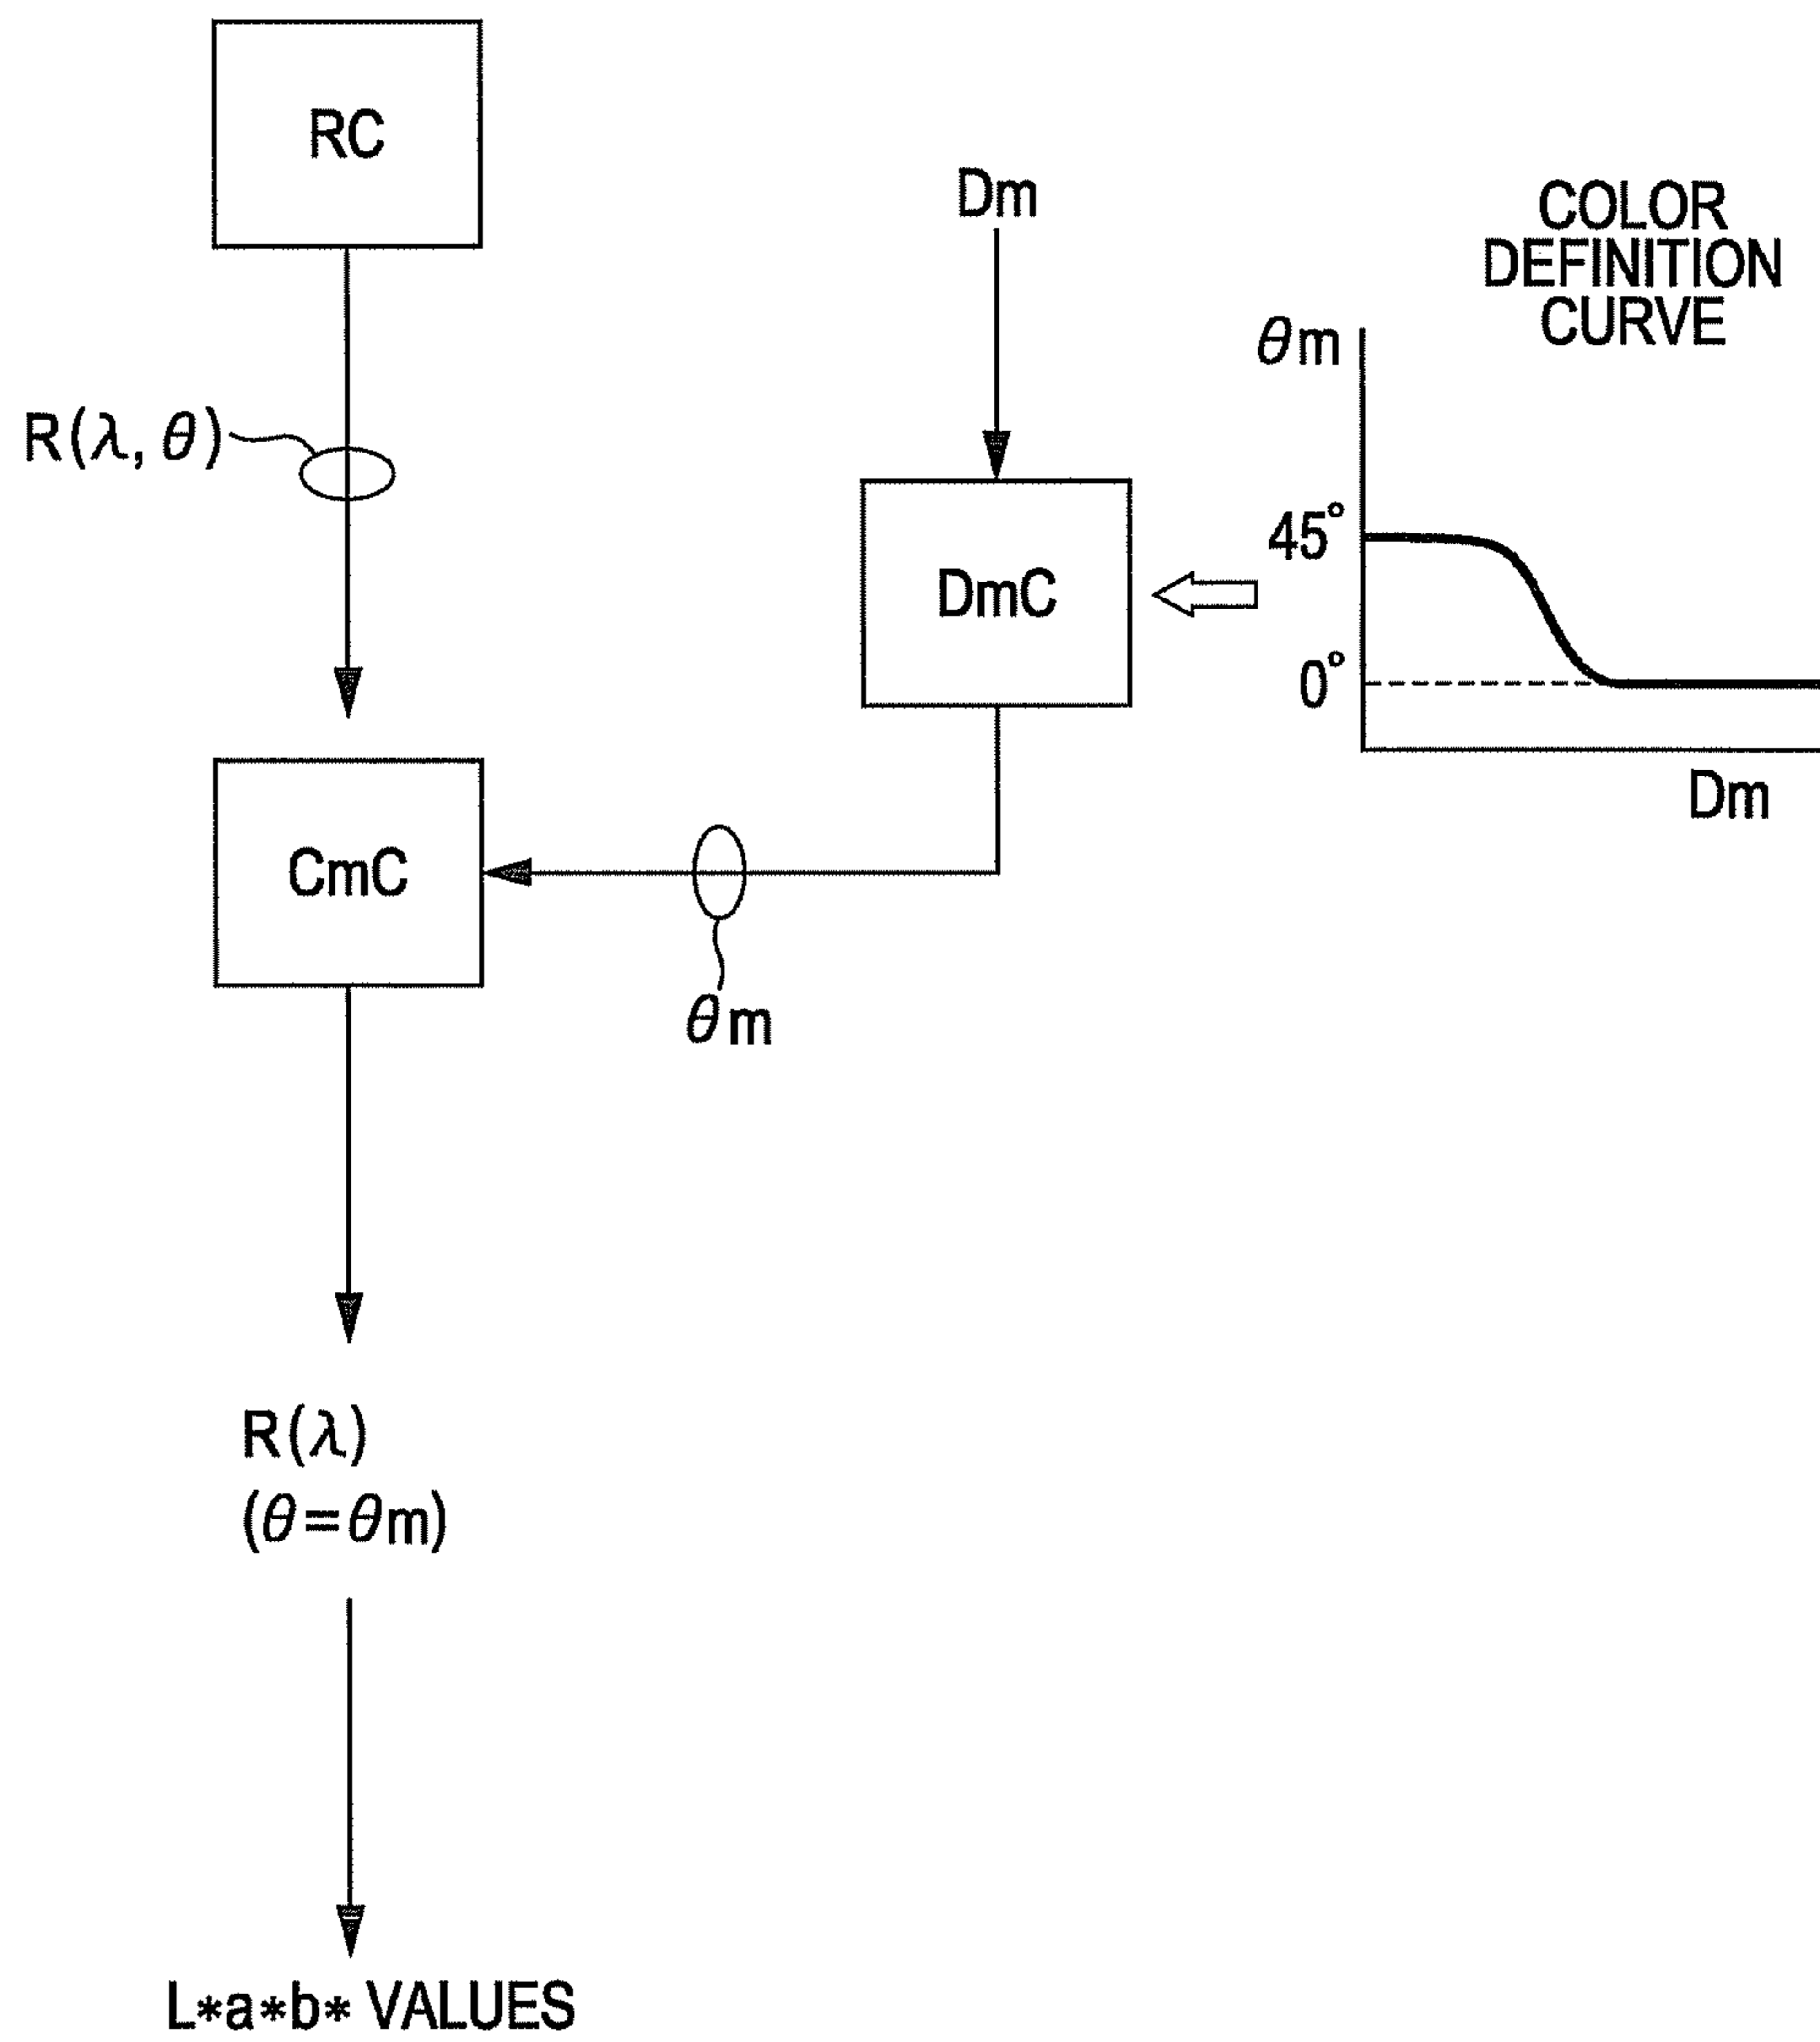 RC
Dm
COLOR
DEFINITION
CURVE
θm
R(λ, θ)
45°
DmC
0°
Dm
CmC
θm
R(λ)
(θ=θm)
L*a*b* VALUES